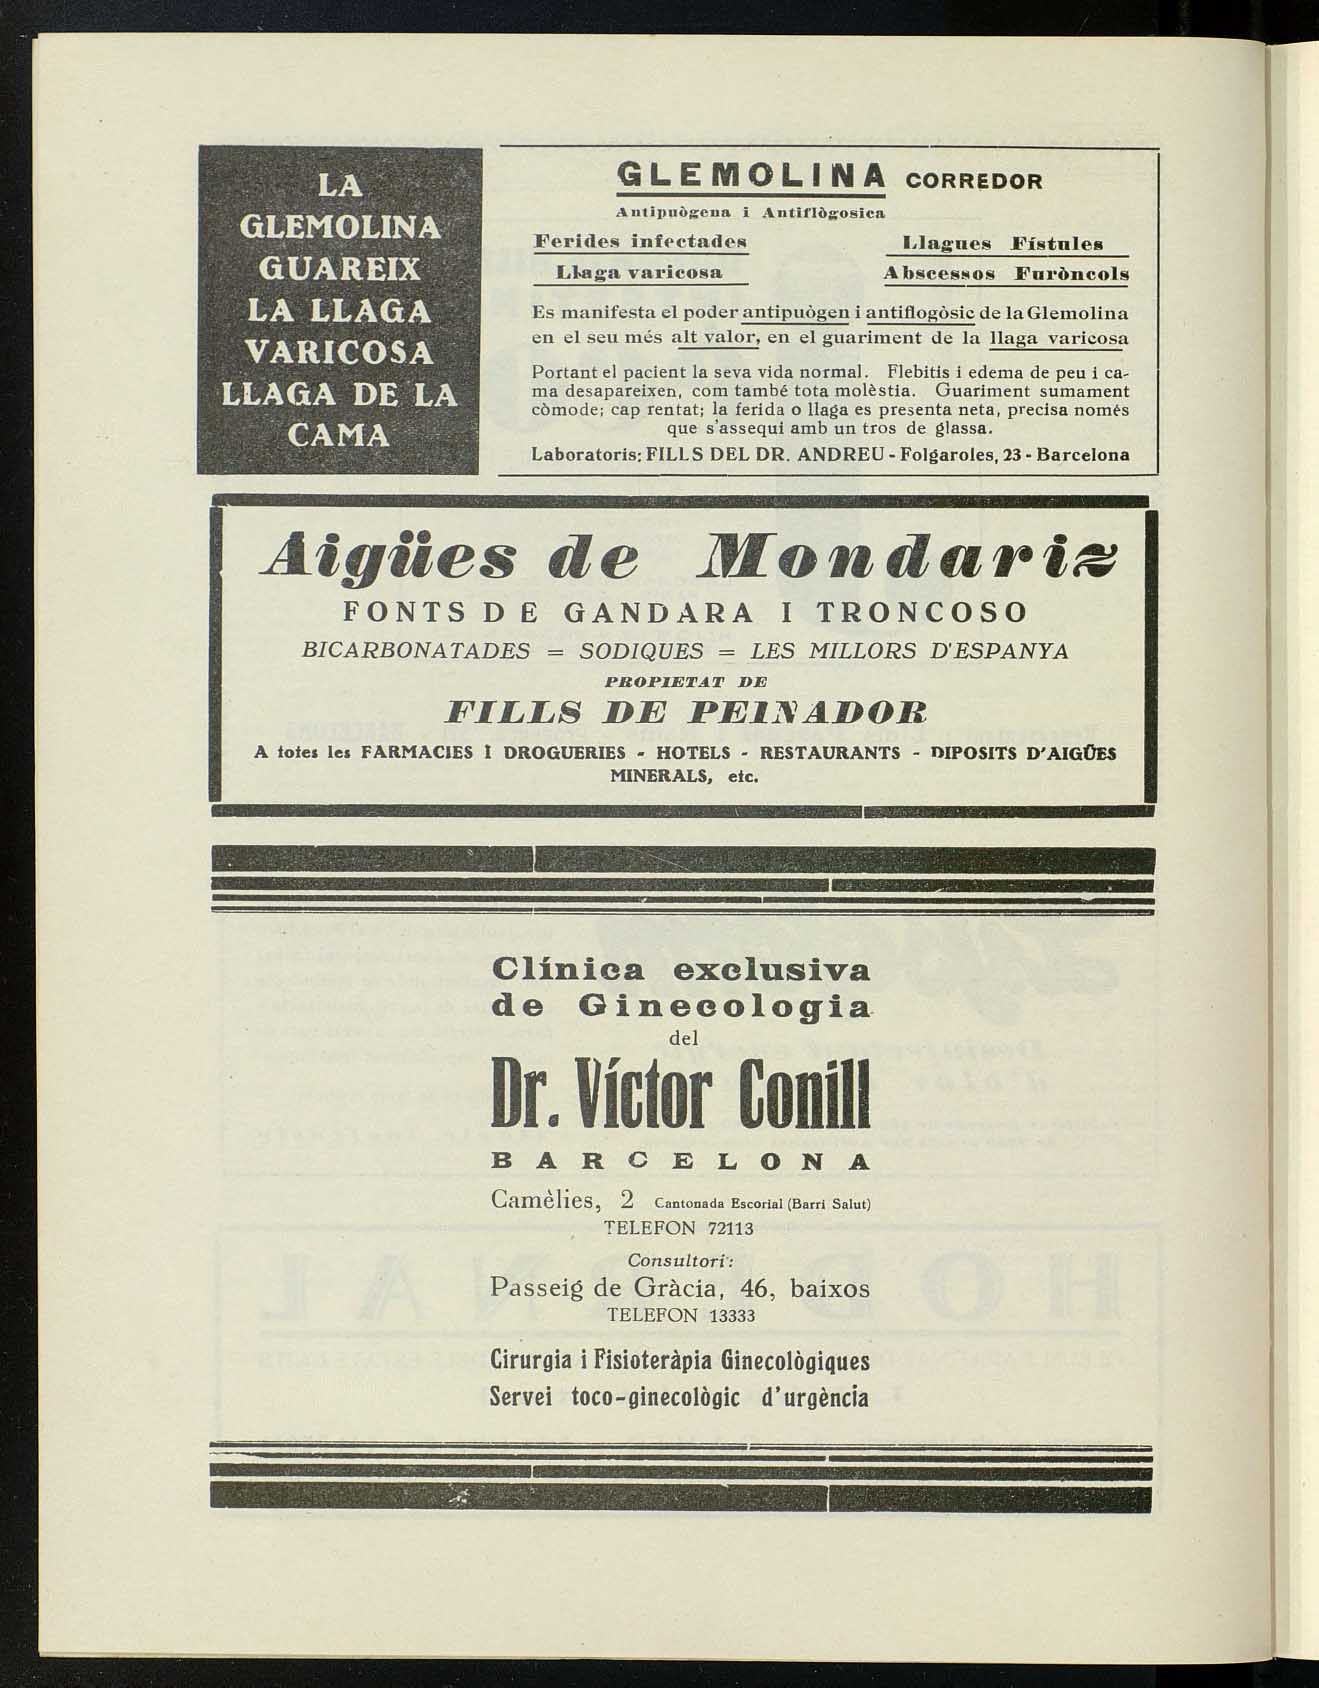 LA
GLEMOLINA
GUAREIX
LA LLAGA
VARICOSA
LLAGA DE LA
CAMA
GLEMOLINA CORREDOR
Antipuògena i Antiflògosica
Ferides infectades Llagues Fístules
Llaga varicosa Abscessos Furòncols
Es manifesta el poder antipuògen i antiflogòsic de la Glemolina
en el seu més alt valor, en el guariment de la llaga varicosa
Portant el pacient la seva vida normal. Flebitis i edema de peu i ca-
ma desapareixen, com també tota molèstia. Guariment sumament
còmode; cap rentat; la ferida o llaga es presenta neta, precisa només
que s'assequi amb un tros de glassa.
Laboratoris: FILLS DEL DR. ANDREU - Folgaroles, 23 - Barcelona
Aigües de Mondariz
FONTS DE GANDARA I TRONCOSO
BICARBONATADES = SODIQUES = LES MILLORS D'ESPANYA
PROPIETAT DE
FILLS DE PEINADOR
A totes les FARMACIES I DROGUERIES - HOTELS - RESTAURANTS - DIPOSITS D'AIGÜES
MINERALS, etc.
Clínica exclusiva
de Ginecologia
del
Dr. Víctor Conill
BARCELONA
Camèlies, 2 Cantonada Escorial (Barri Salut)
TELEFON 72113
Consultori:
Passeig de Gràcia, 46, baixos
TELEFON 13333
Cirurgia i Fisioteràpia Ginecològiques
Servei toco-ginecològic d'urgència